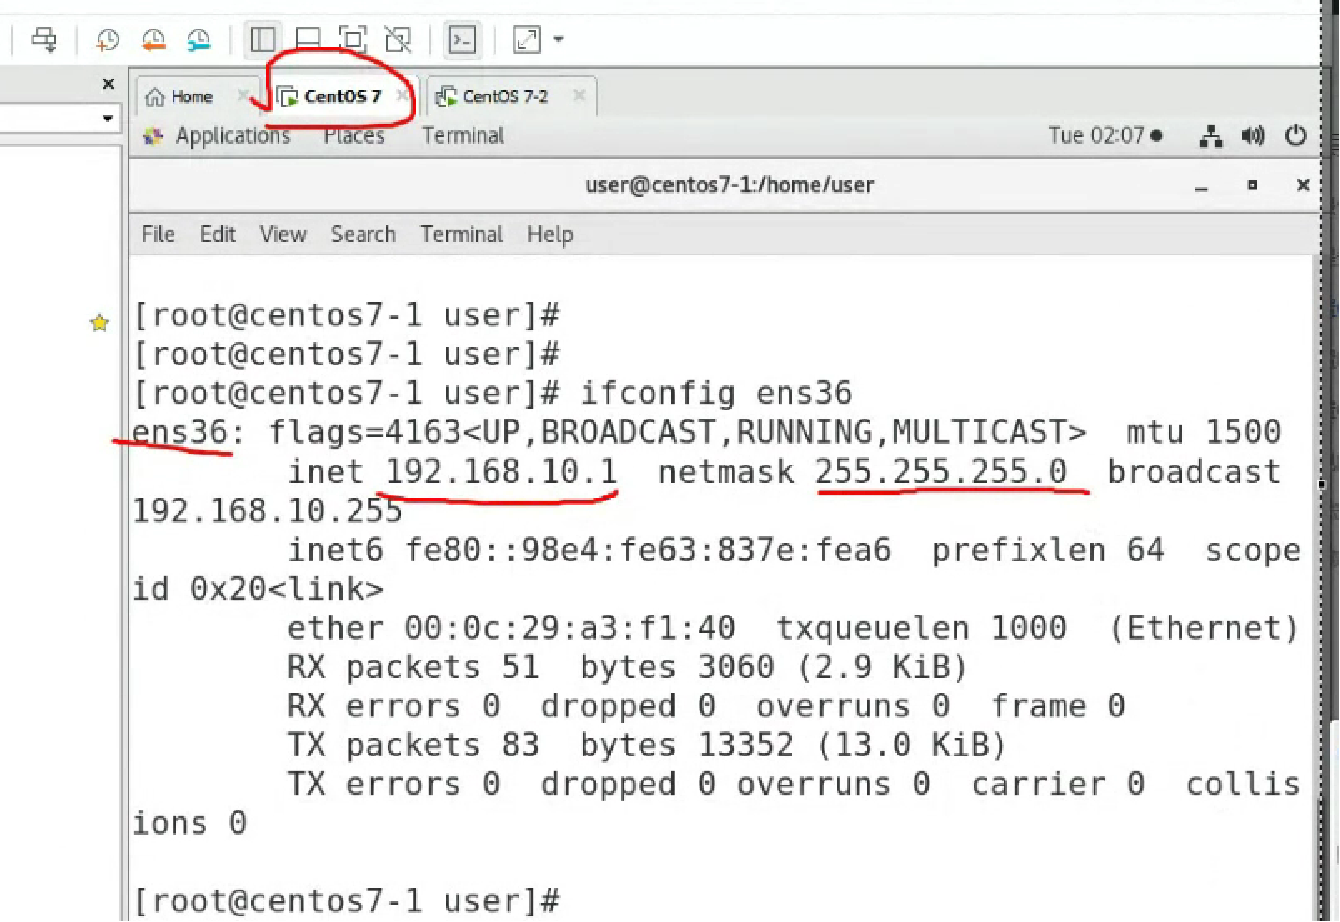 Home
CentOS 7
CentOS 7-2
Applications Places Terminal Tue 02:07
user@centos7-1:/home/user
File Edit View Search Terminal Help
[root@centos7-1 user]#
[root@centos7-1 user]#
[root@centos7-1 user]# ifconfig ens36
ens36: flags=4163<UP,BROADCAST,RUNNING,MULTICAST>  mtu 1500
        inet 192.168.10.1  netmask 255.255.255.0  broadcast
192.168.10.255
        inet6 fe80::98e4:fe63:837e:fea6  prefixlen 64  scope
id 0x20<link>
        ether 00:0c:29:a3:f1:40  txqueuelen 1000  (Ethernet)
        RX packets 51  bytes 3060 (2.9 KiB)
        RX errors 0  dropped 0  overruns 0  frame 0
        TX packets 83  bytes 13352 (13.0 KiB)
        TX errors 0  dropped 0 overruns 0  carrier 0  collis
ions 0
[root@centos7-1 user]#